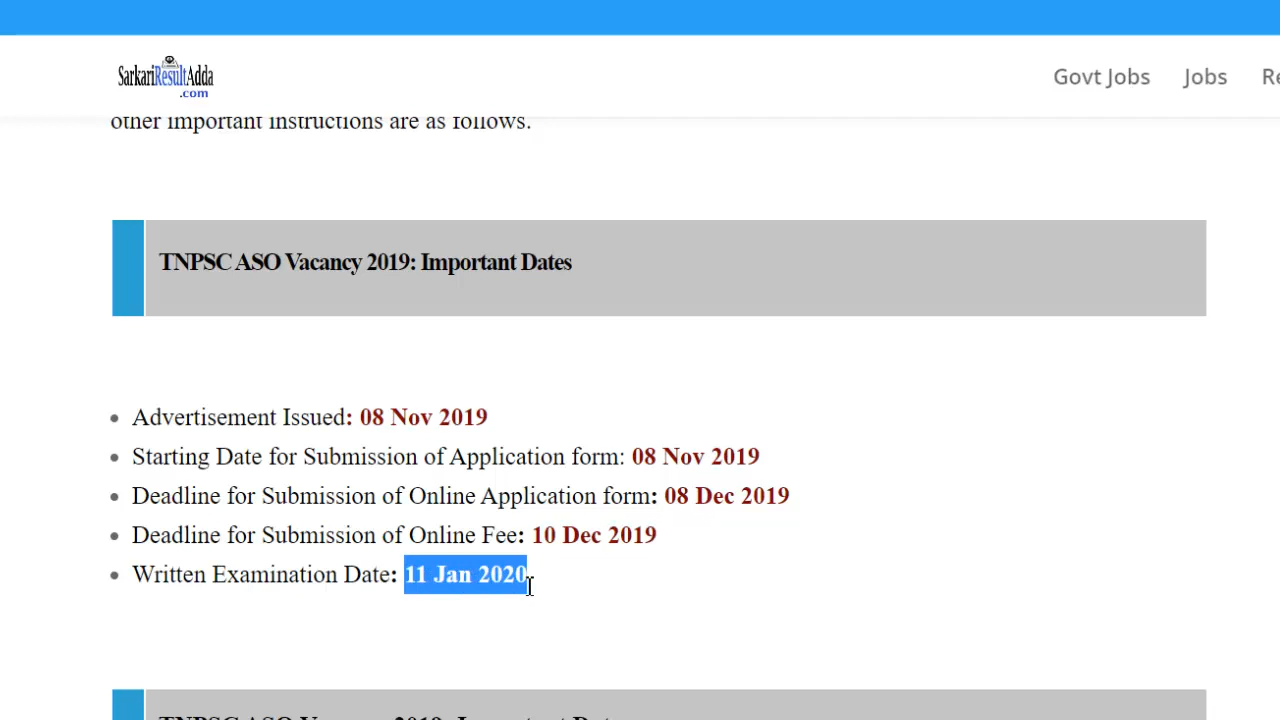 SarkariResultAdda
.com
Govt Jobs Jobs
other important instructions are as follows.
TNPSC ASO Vacancy 2019: Important Dates
Advertisement Issued: 08 Nov 2019
Starting Date for Submission of Application form: 08 Nov 2019
Deadline for Submission of Online Application form: 08 Dec 2019
Deadline for Submission of Online Fee: 10 Dec 2019
Written Examination Date: 11 Jan 2020